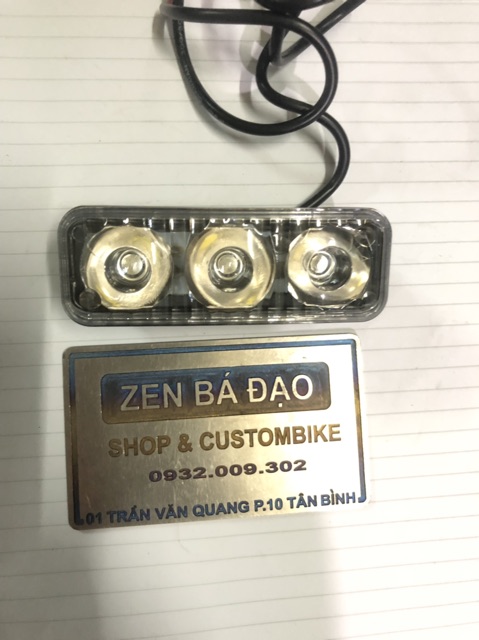 ZEN BÁ ĐẠO
SHOP & CUSTOMBIKE
0932.009.302
01 TRẦN VĂN QUANG P.10 TÂN BÌNH